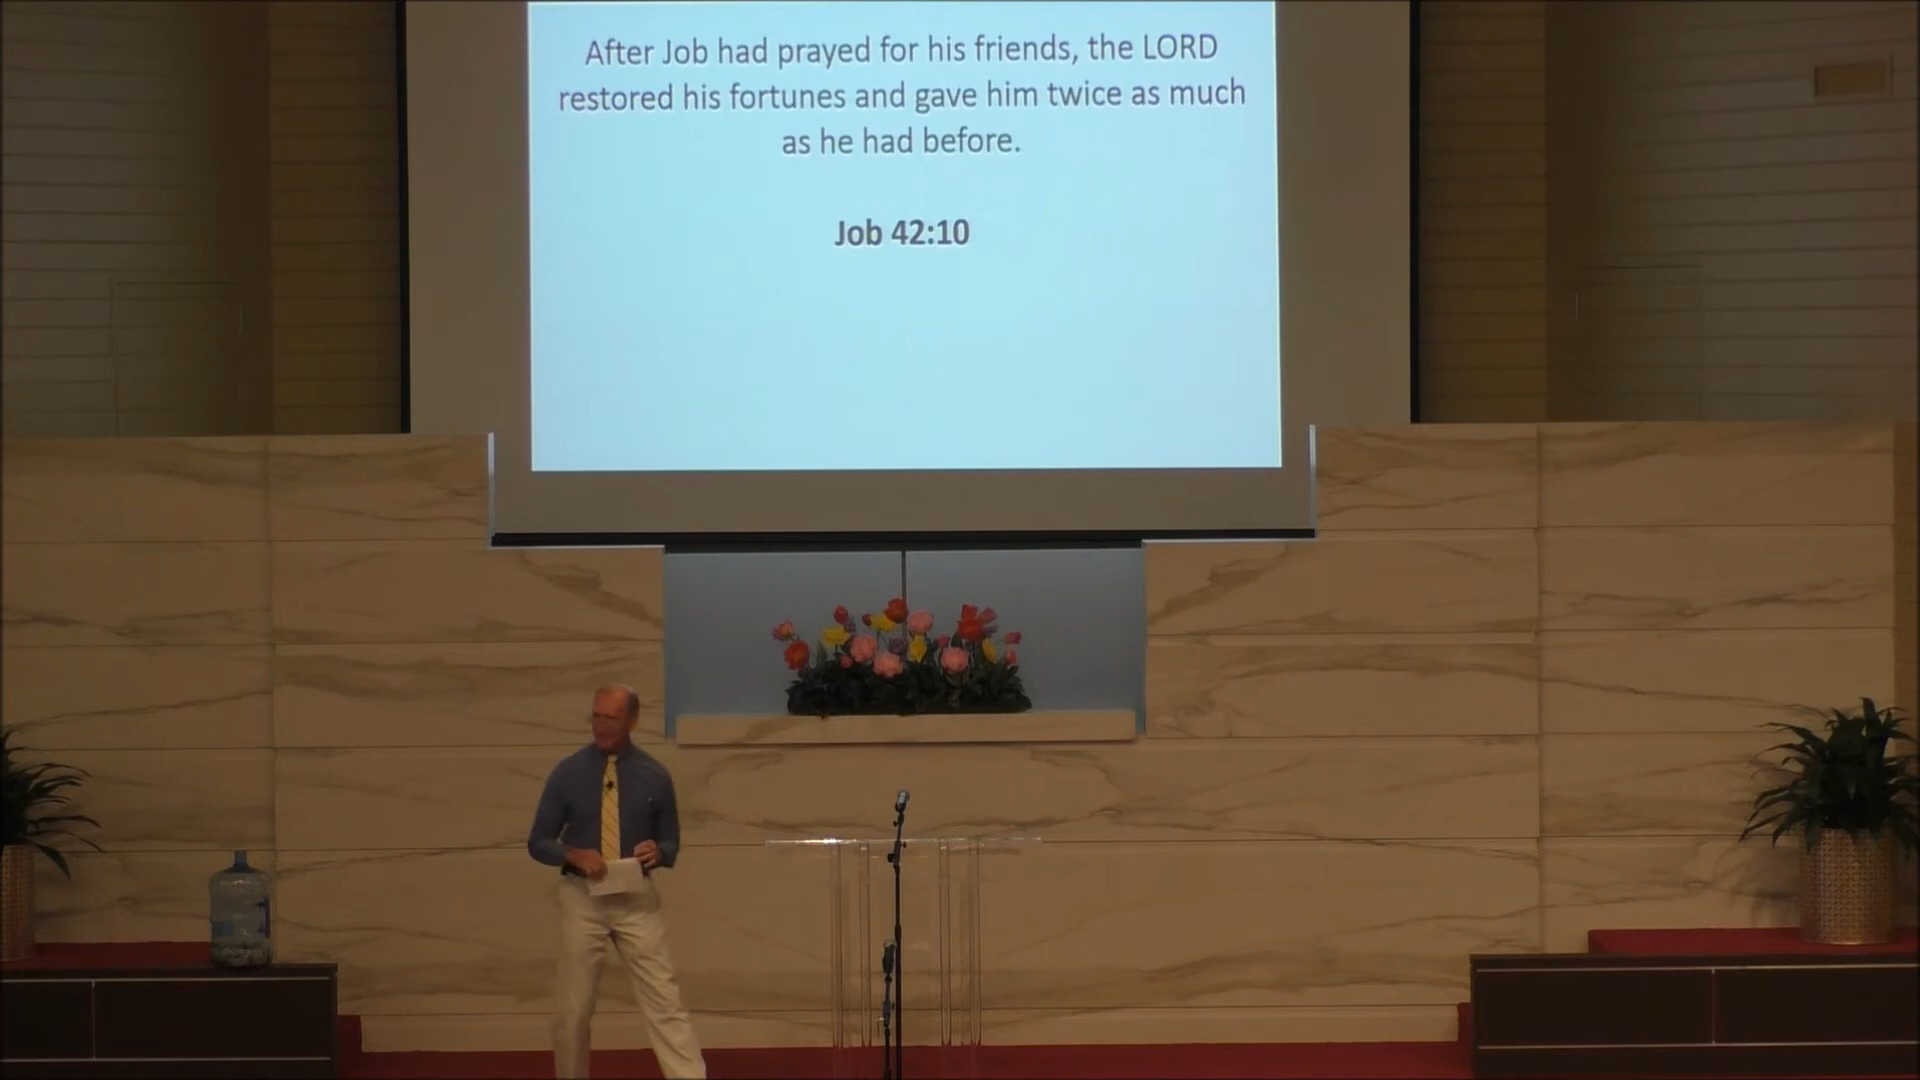 After Job had prayed for his friends, the LORD
restored his fortunes and gave him twice as much
as he had before.
Job 42:10